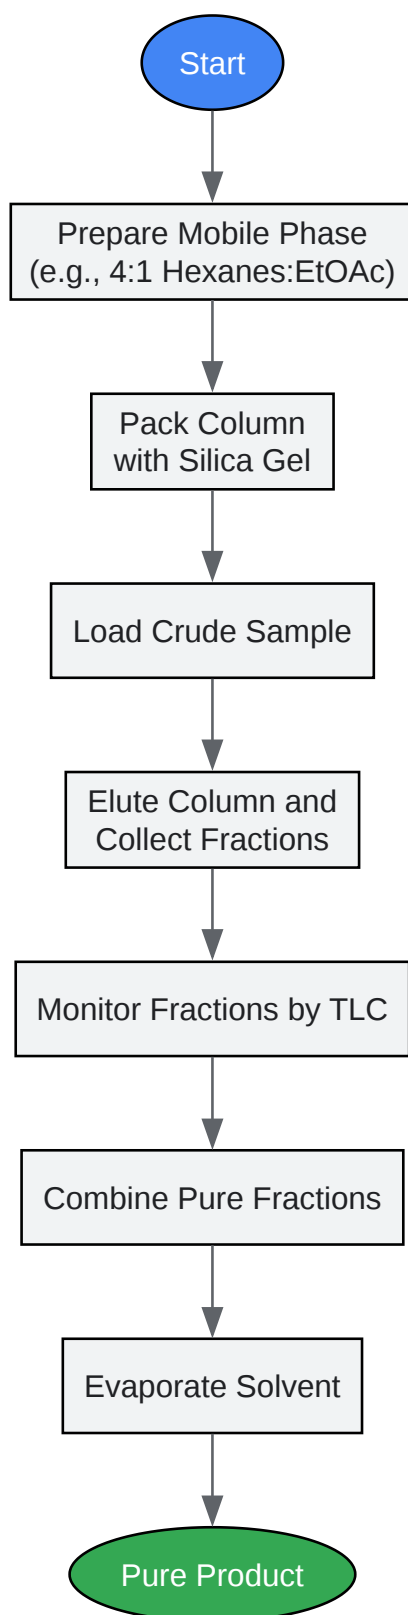 Start
Prepare Mobile Phase
(e.g., 4:1 Hexanes:EtOAc)
Pack Column
with Silica Gel
Load Crude Sample
Elute Column and
Collect Fractions
Monitor Fractions by TLC
Combine Pure Fractions
Evaporate Solvent
Pure Product